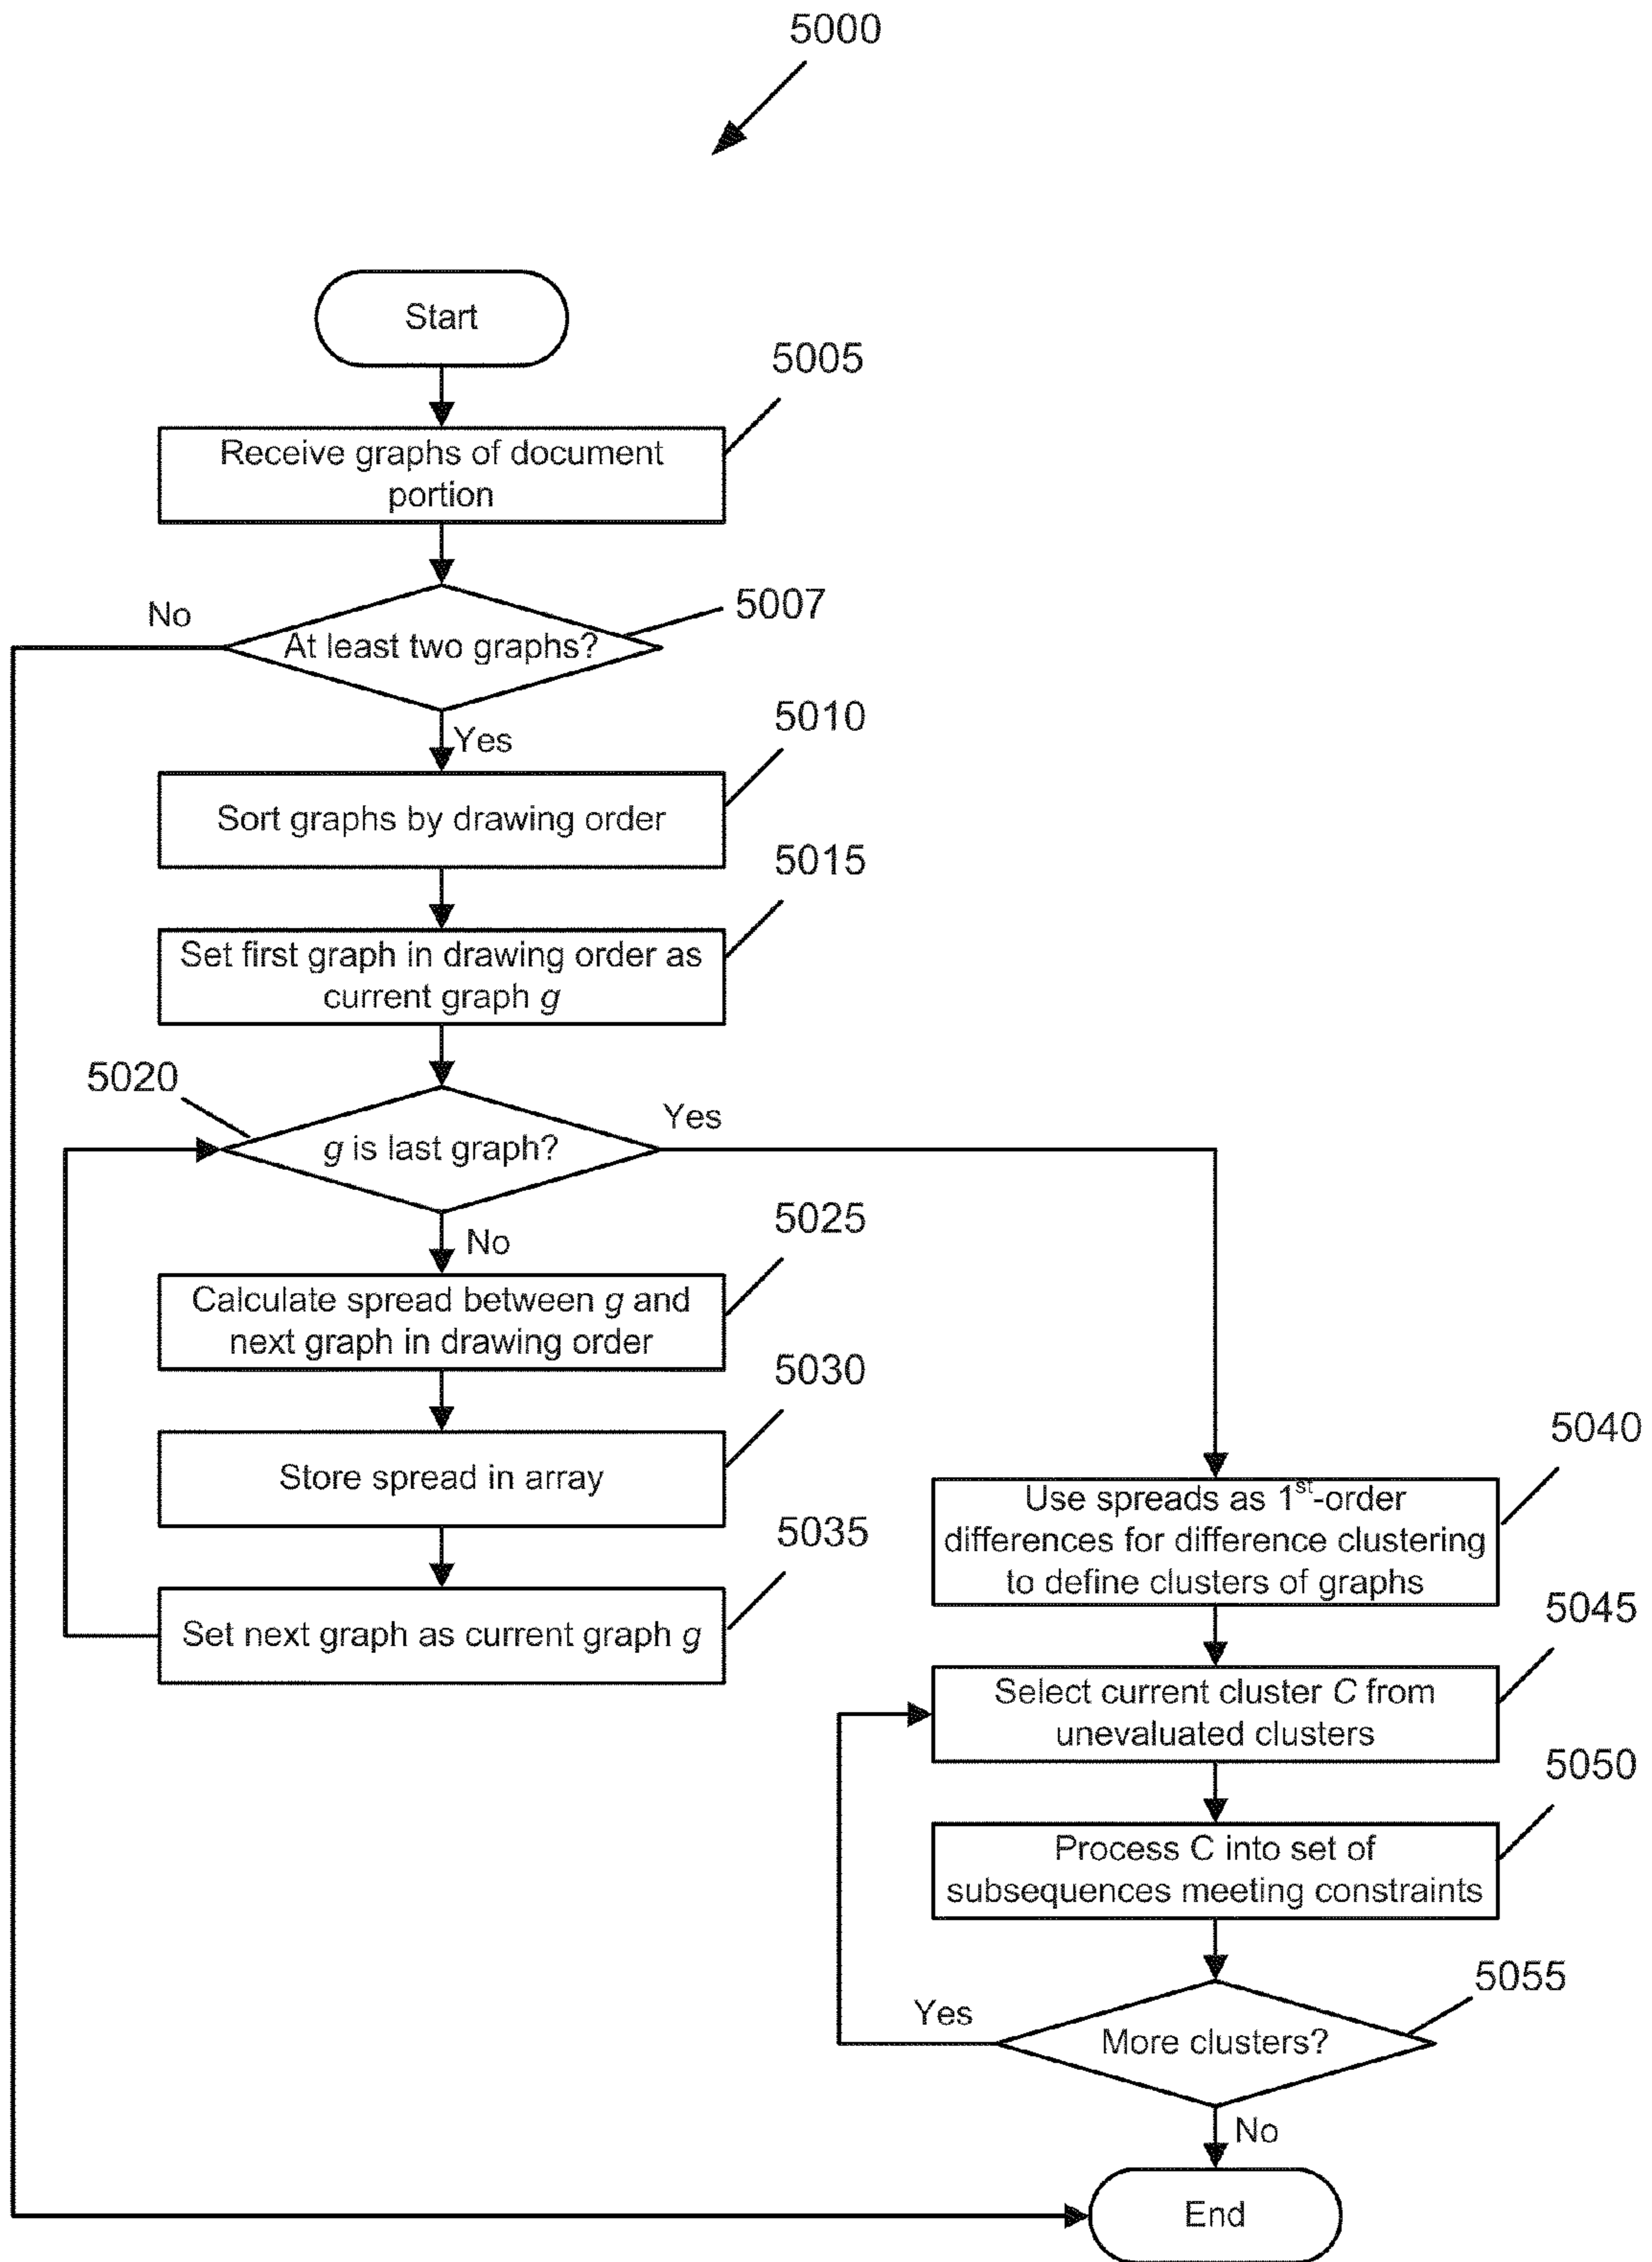 5000
Start
5005
Receive graphs of document
portion
5007
No
At least two graphs?
Yes
5010
Sort graphs by drawing order
5015
Set first graph in drawing order as
current graph g
5020
g is last graph?
Yes
No
5025
Calculate spread between g and
next graph in drawing order
5030
Store spread in array
5035
Set next graph as current graph g
5040
Use spreads as 1st-order
differences for difference clustering
to define clusters of graphs
5045
Select current cluster C from
unevaluated clusters
5050
Process C into set of
subsequences meeting constraints
5055
Yes
More clusters?
No
End